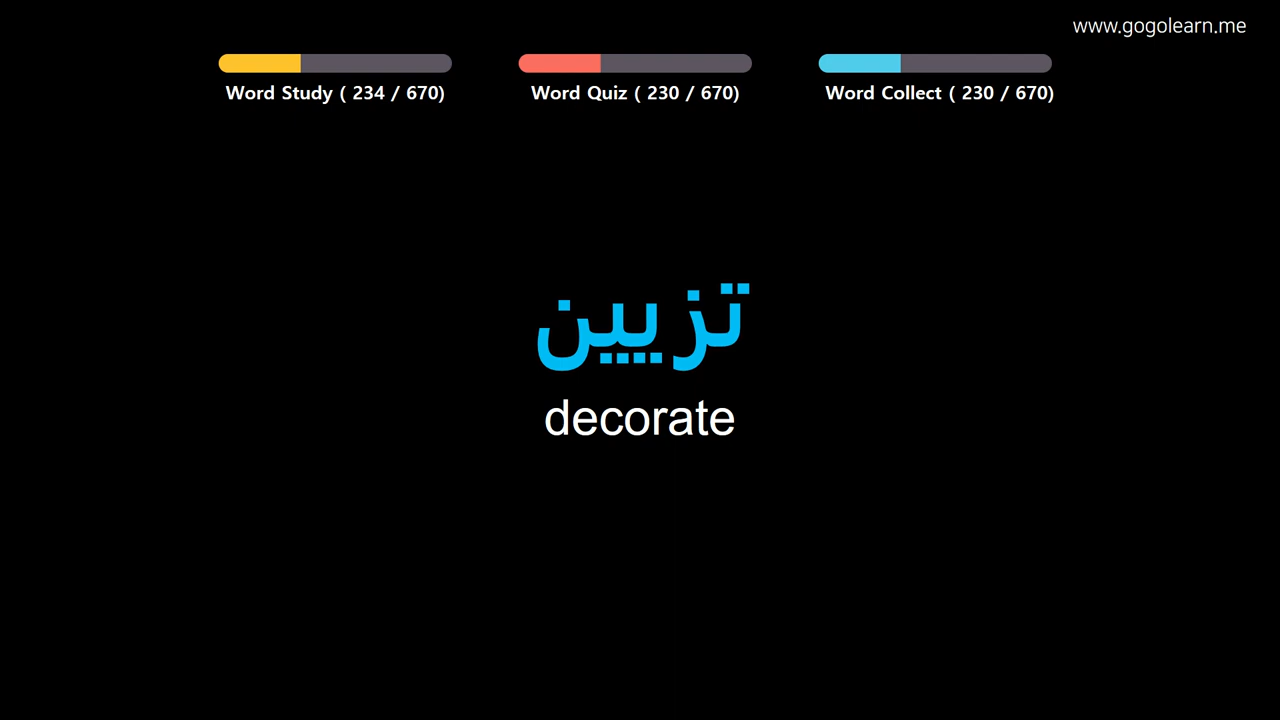 www.gogolearn.me
Word Study ( 234 / 670)
Word Quiz ( 230 / 670)
Word Collect ( 230 / 670)
تزيين
decorate